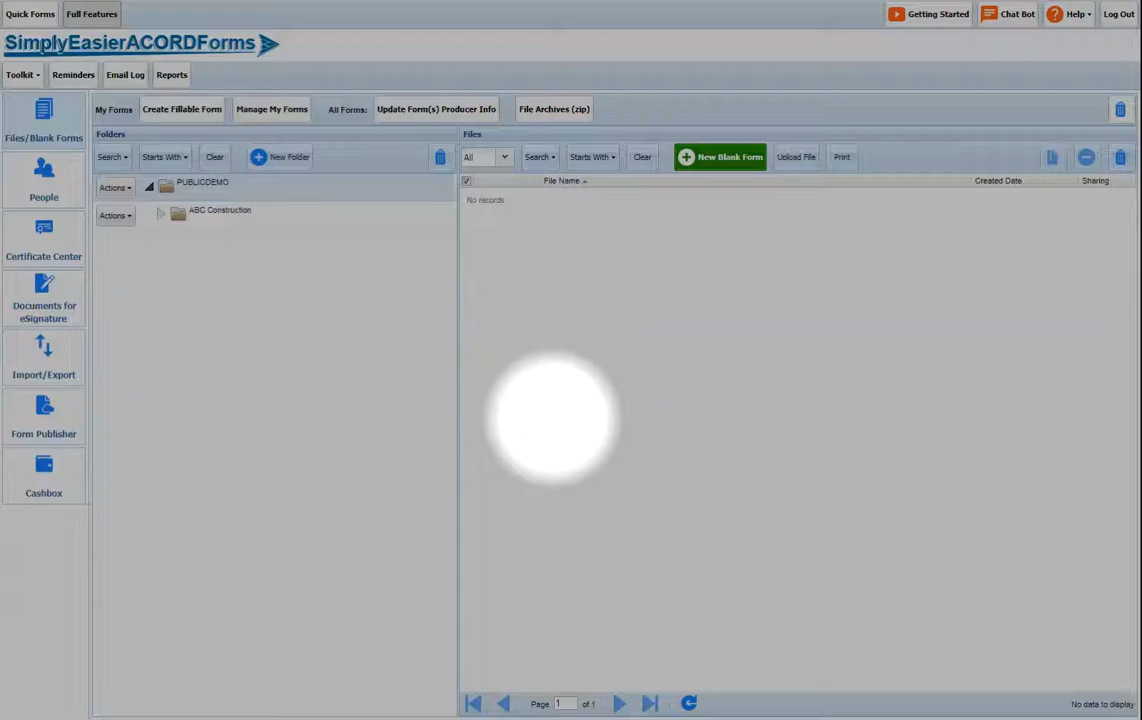 Quick Forms Full Features Getting Started Chat Bot Help Log Out
SimplyEasierACORDForms
Toolkit Reminders Email Log Reports
Files/Blank Forms
People
Certificate Center
Documents for
eSignature
Import/Export
Form Publisher
Cashbox
My Forms Create Fillable Form Manage My Forms All Forms: Update Form(s) Producer Info File Archives (zip)
Folders
Search Starts With Clear New Folder
Actions PUBLICDEMO
Actions ABC Construction
Files
All Search Starts With Clear New Blank Form Upload File Print
File Name Created Date Sharing
No records
Page 1 of 1 No data to display